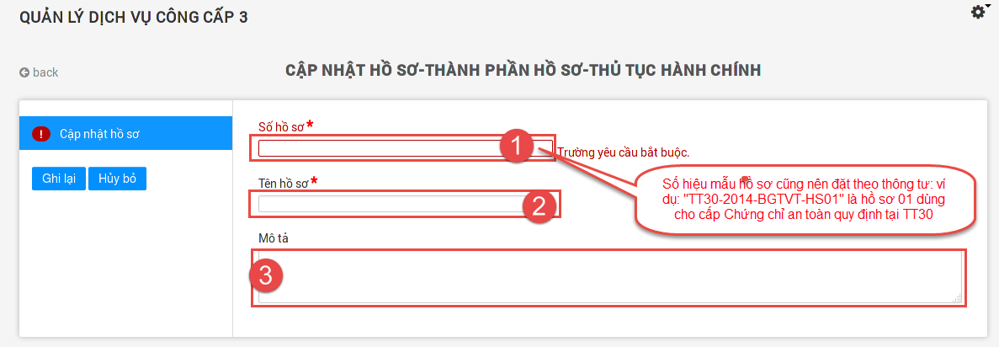 QUẢN LÝ DỊCH VỤ CÔNG CẤP 3
back
CẬP NHẬT HỒ SƠ-THÀNH PHẦN HỒ SƠ-THỦ TỤC HÀNH CHÍNH
! Cập nhật hồ sơ
Ghi lại Hủy bỏ
Số hồ sơ *
1
Trường yêu cầu bắt buộc.
Số hiệu mẫu hồ sơ cũng nên đặt theo thông tư: ví
dụ: "TT30-2014-BGTVT-HS01" là hồ sơ 01 dùng
cho cấp Chứng chỉ an toàn quy định tại TT30
Tên hồ sơ *
2
Mô tả
3